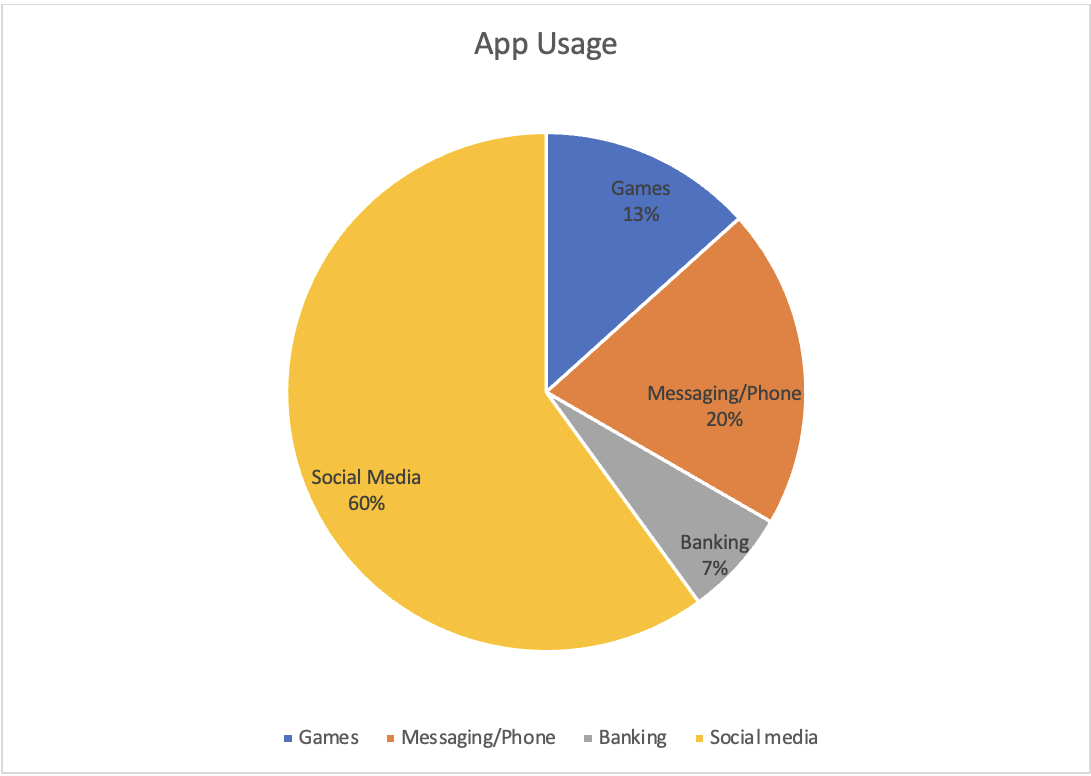 App Usage
Games
13%
Messaging/Phone
20%
Banking
7%
Social Media
60%
Games Messaging/Phone Banking Social media